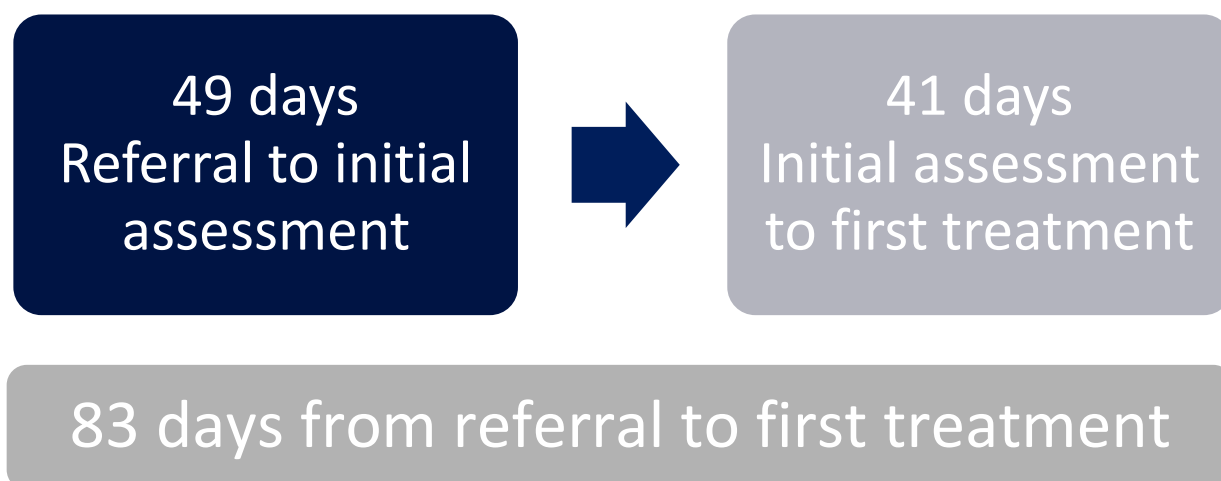 49 days
Referral to initial
assessment
41 days
Initial assessment
to first treatment
83 days from referral to first treatment